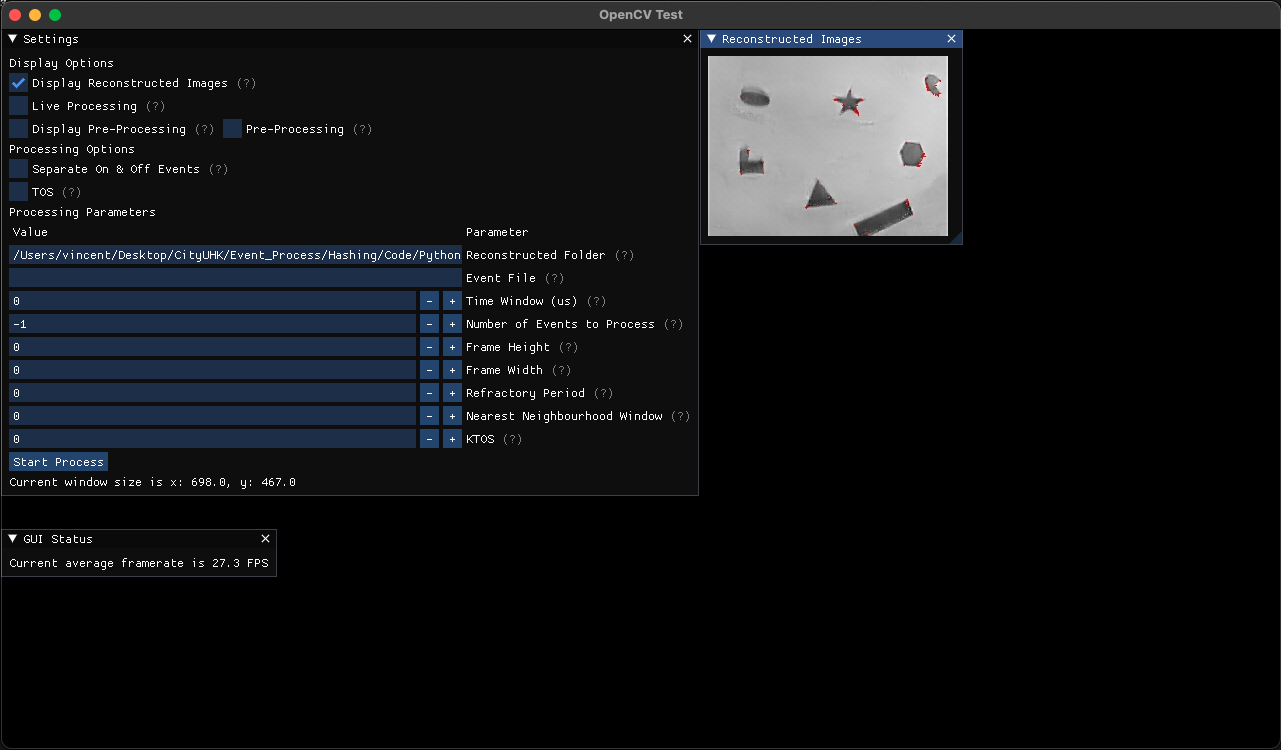 OpenCV Test
Settings
Display Options
Display Reconstructed Images (?)
Live Processing (?)
Display Pre-Processing (?) Pre-Processing (?)
Processing Options
Separate On & Off Events (?)
TOS (?)
Processing Parameters
Value Parameter
/Users/vincent/Desktop/CityUHK/Event_Process/Hashing/Code/Python Reconstructed Folder (?)
Event File (?)
0 - + Time Window (us) (?)
-1 - + Number of Events to Process (?)
0 - + Frame Height (?)
0 - + Frame Width (?)
0 - + Refractory Period (?)
0 - + Nearest Neighbourhood Window (?)
0 - + KTOS (?)
Start Process
Current window size is x: 698.0, y: 467.0
Reconstructed Images
GUI Status
Current average framerate is 27.3 FPS